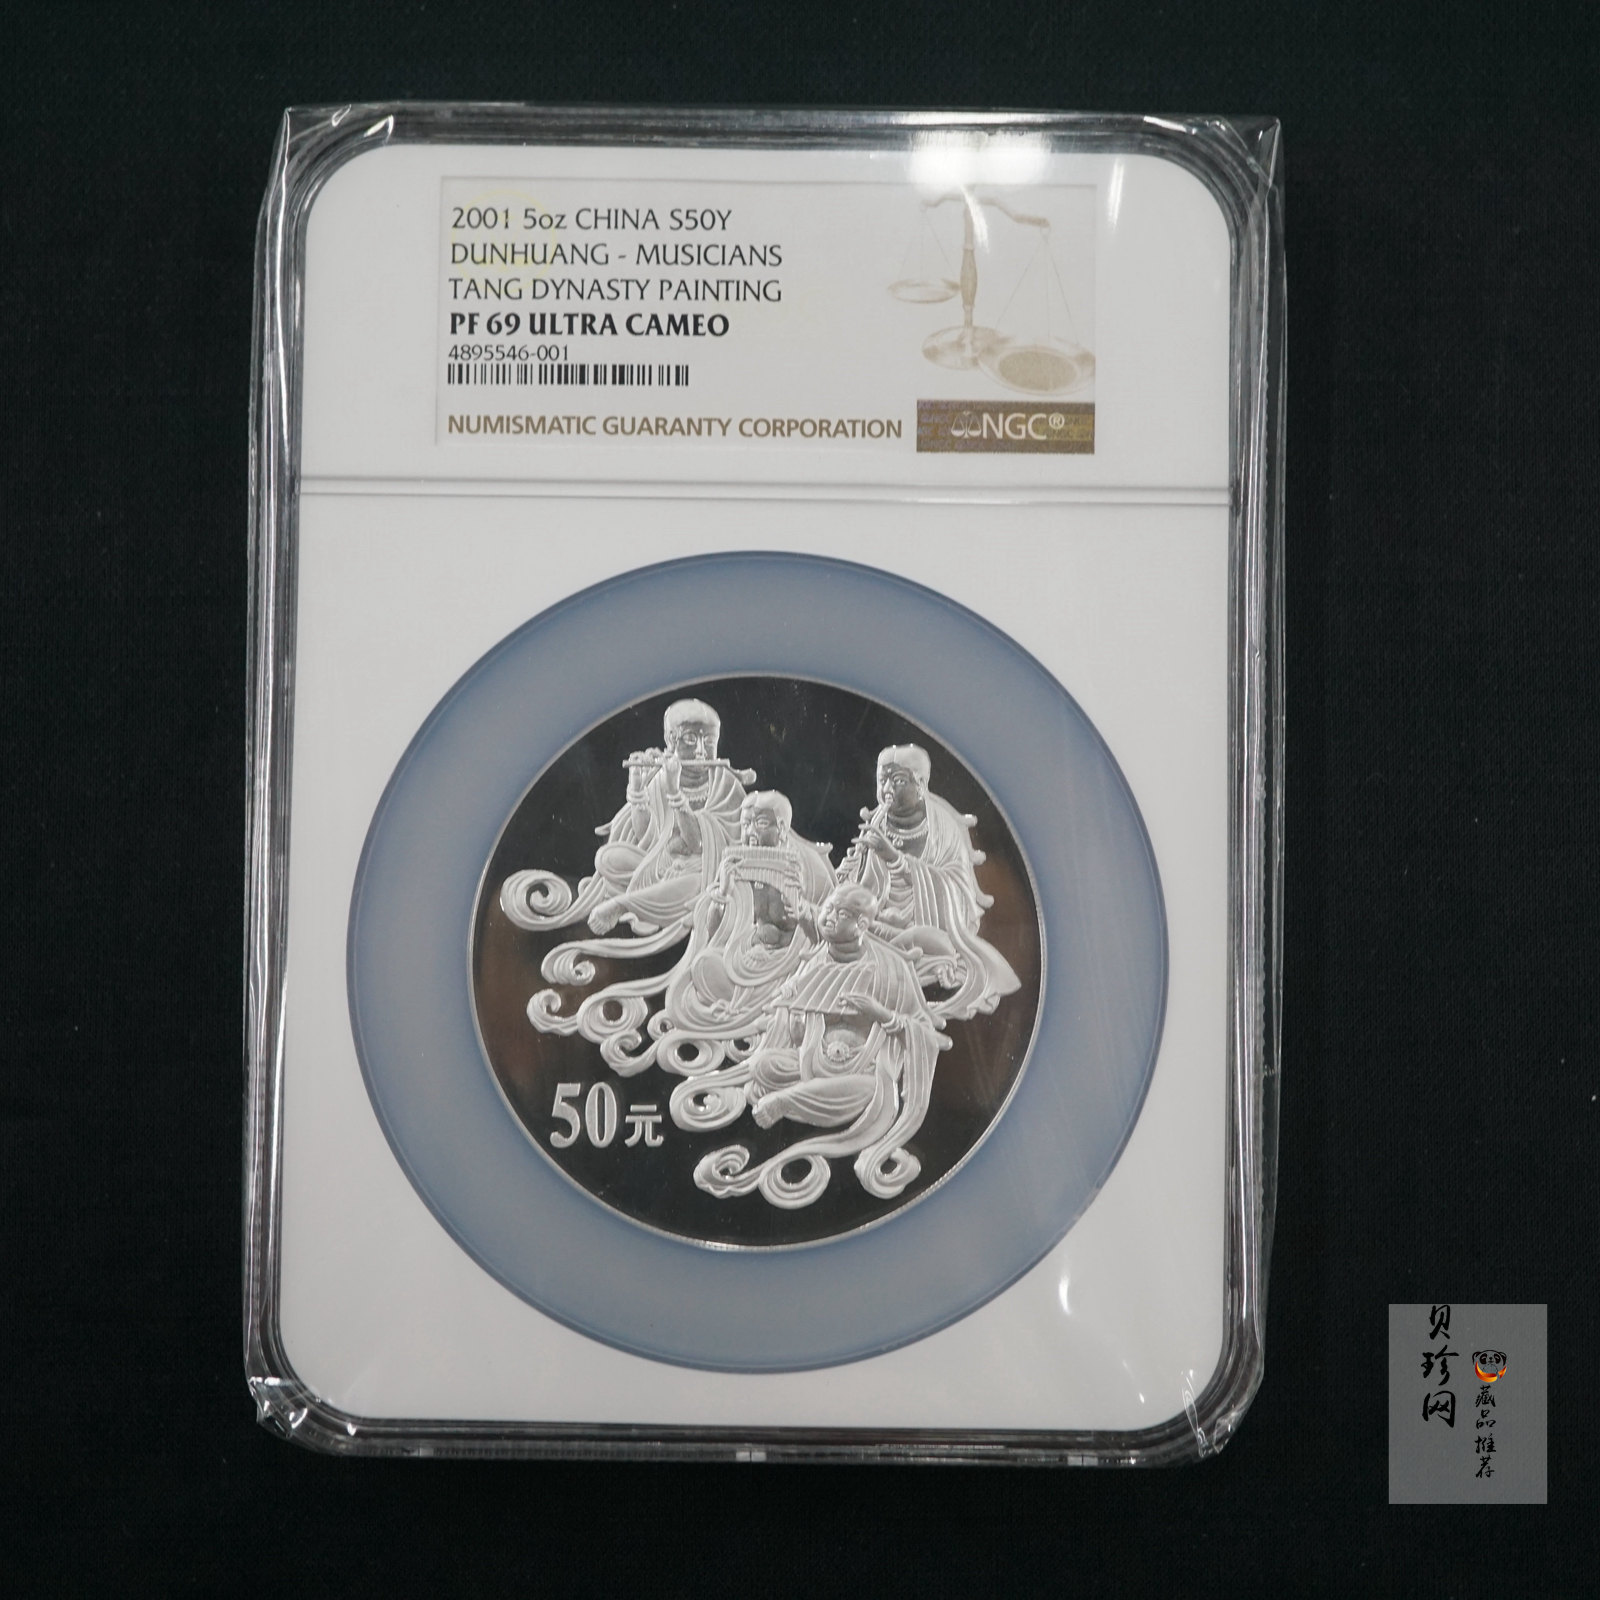 2001 5oz CHINA S50Y
DUNHUANG - MUSICIANS
TANG DYNASTY PAINTING
PF 69 ULTRA CAMEO
4895546-001
NUMISMATIC GUARANTY CORPORATION
NGC®
50元
贝珍网
藏品推荐